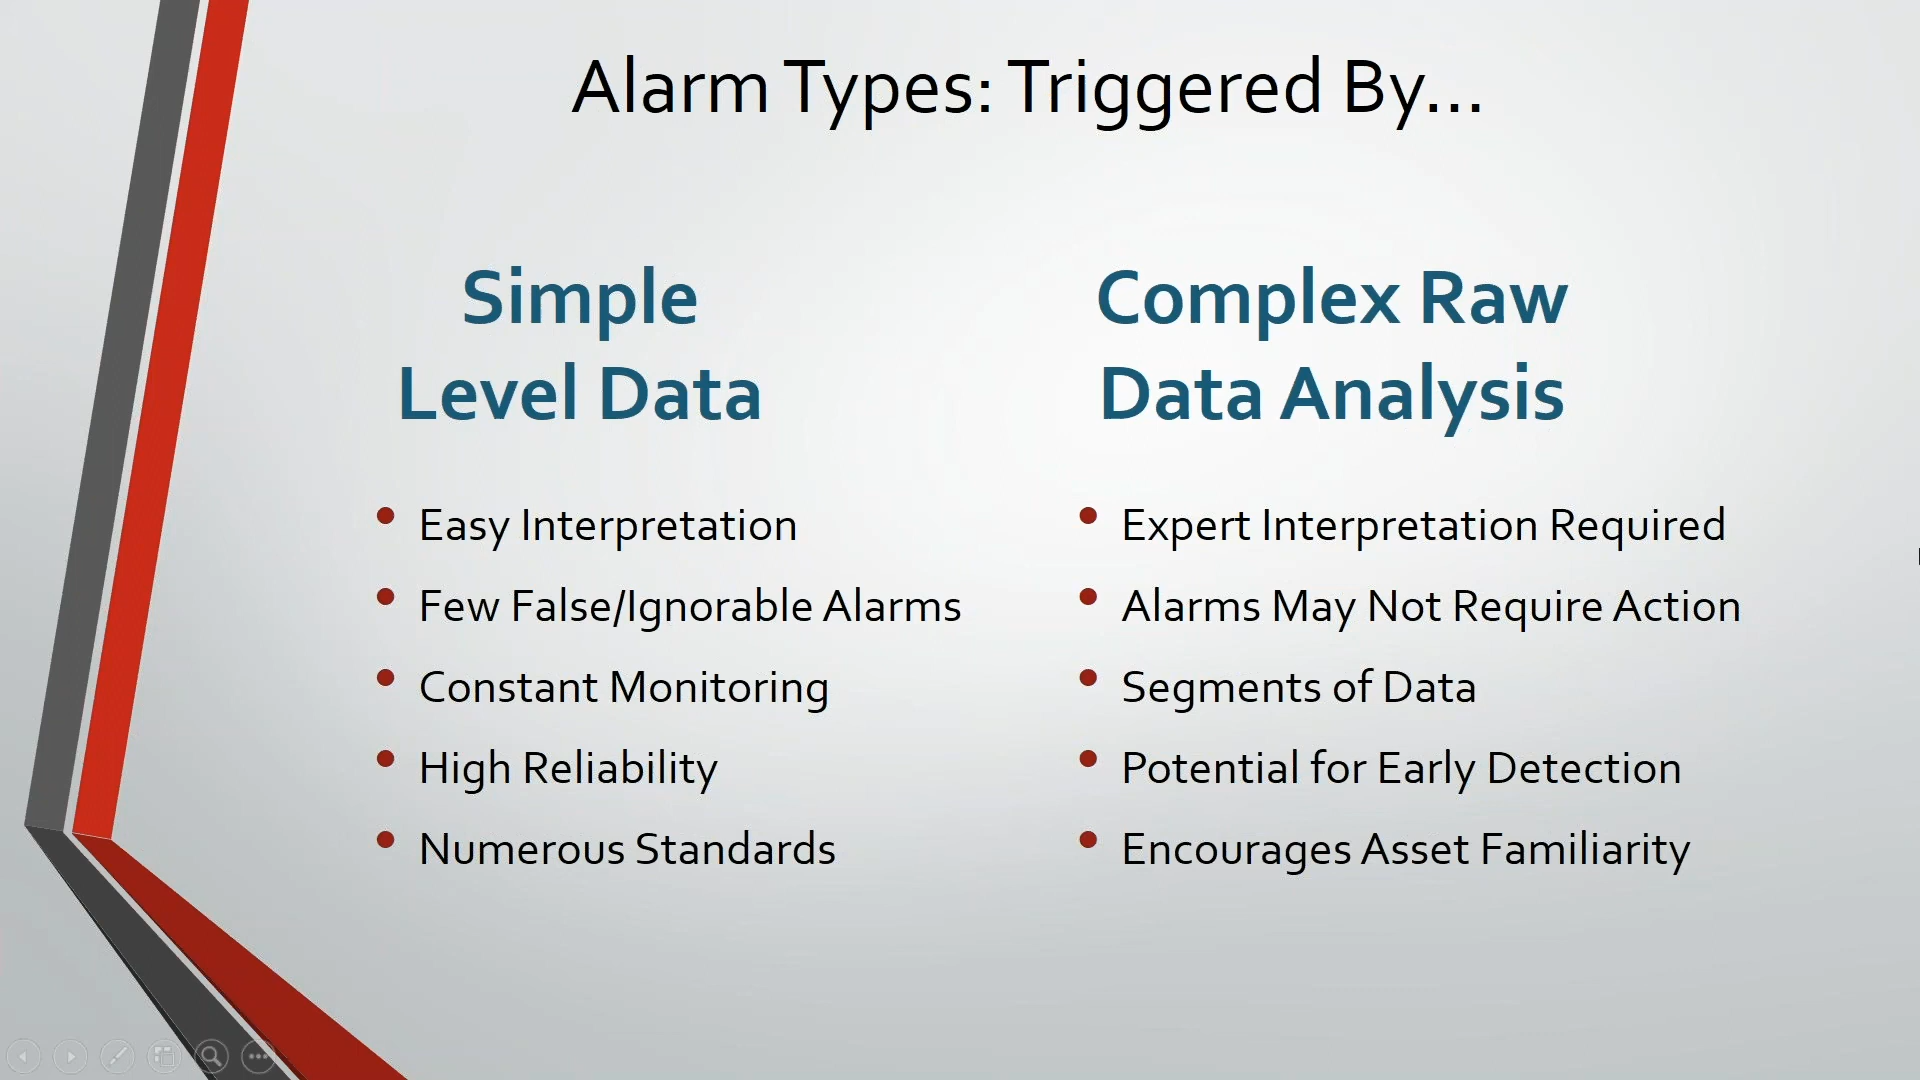 Alarm Types: Triggered By...
Simple
Level Data
• Easy Interpretation
• Few False/Ignorable Alarms
• Constant Monitoring
• High Reliability
• Numerous Standards
Complex Raw
Data Analysis
• Expert Interpretation Required
• Alarms May Not Require Action
• Segments of Data
• Potential for Early Detection
• Encourages Asset Familiarity